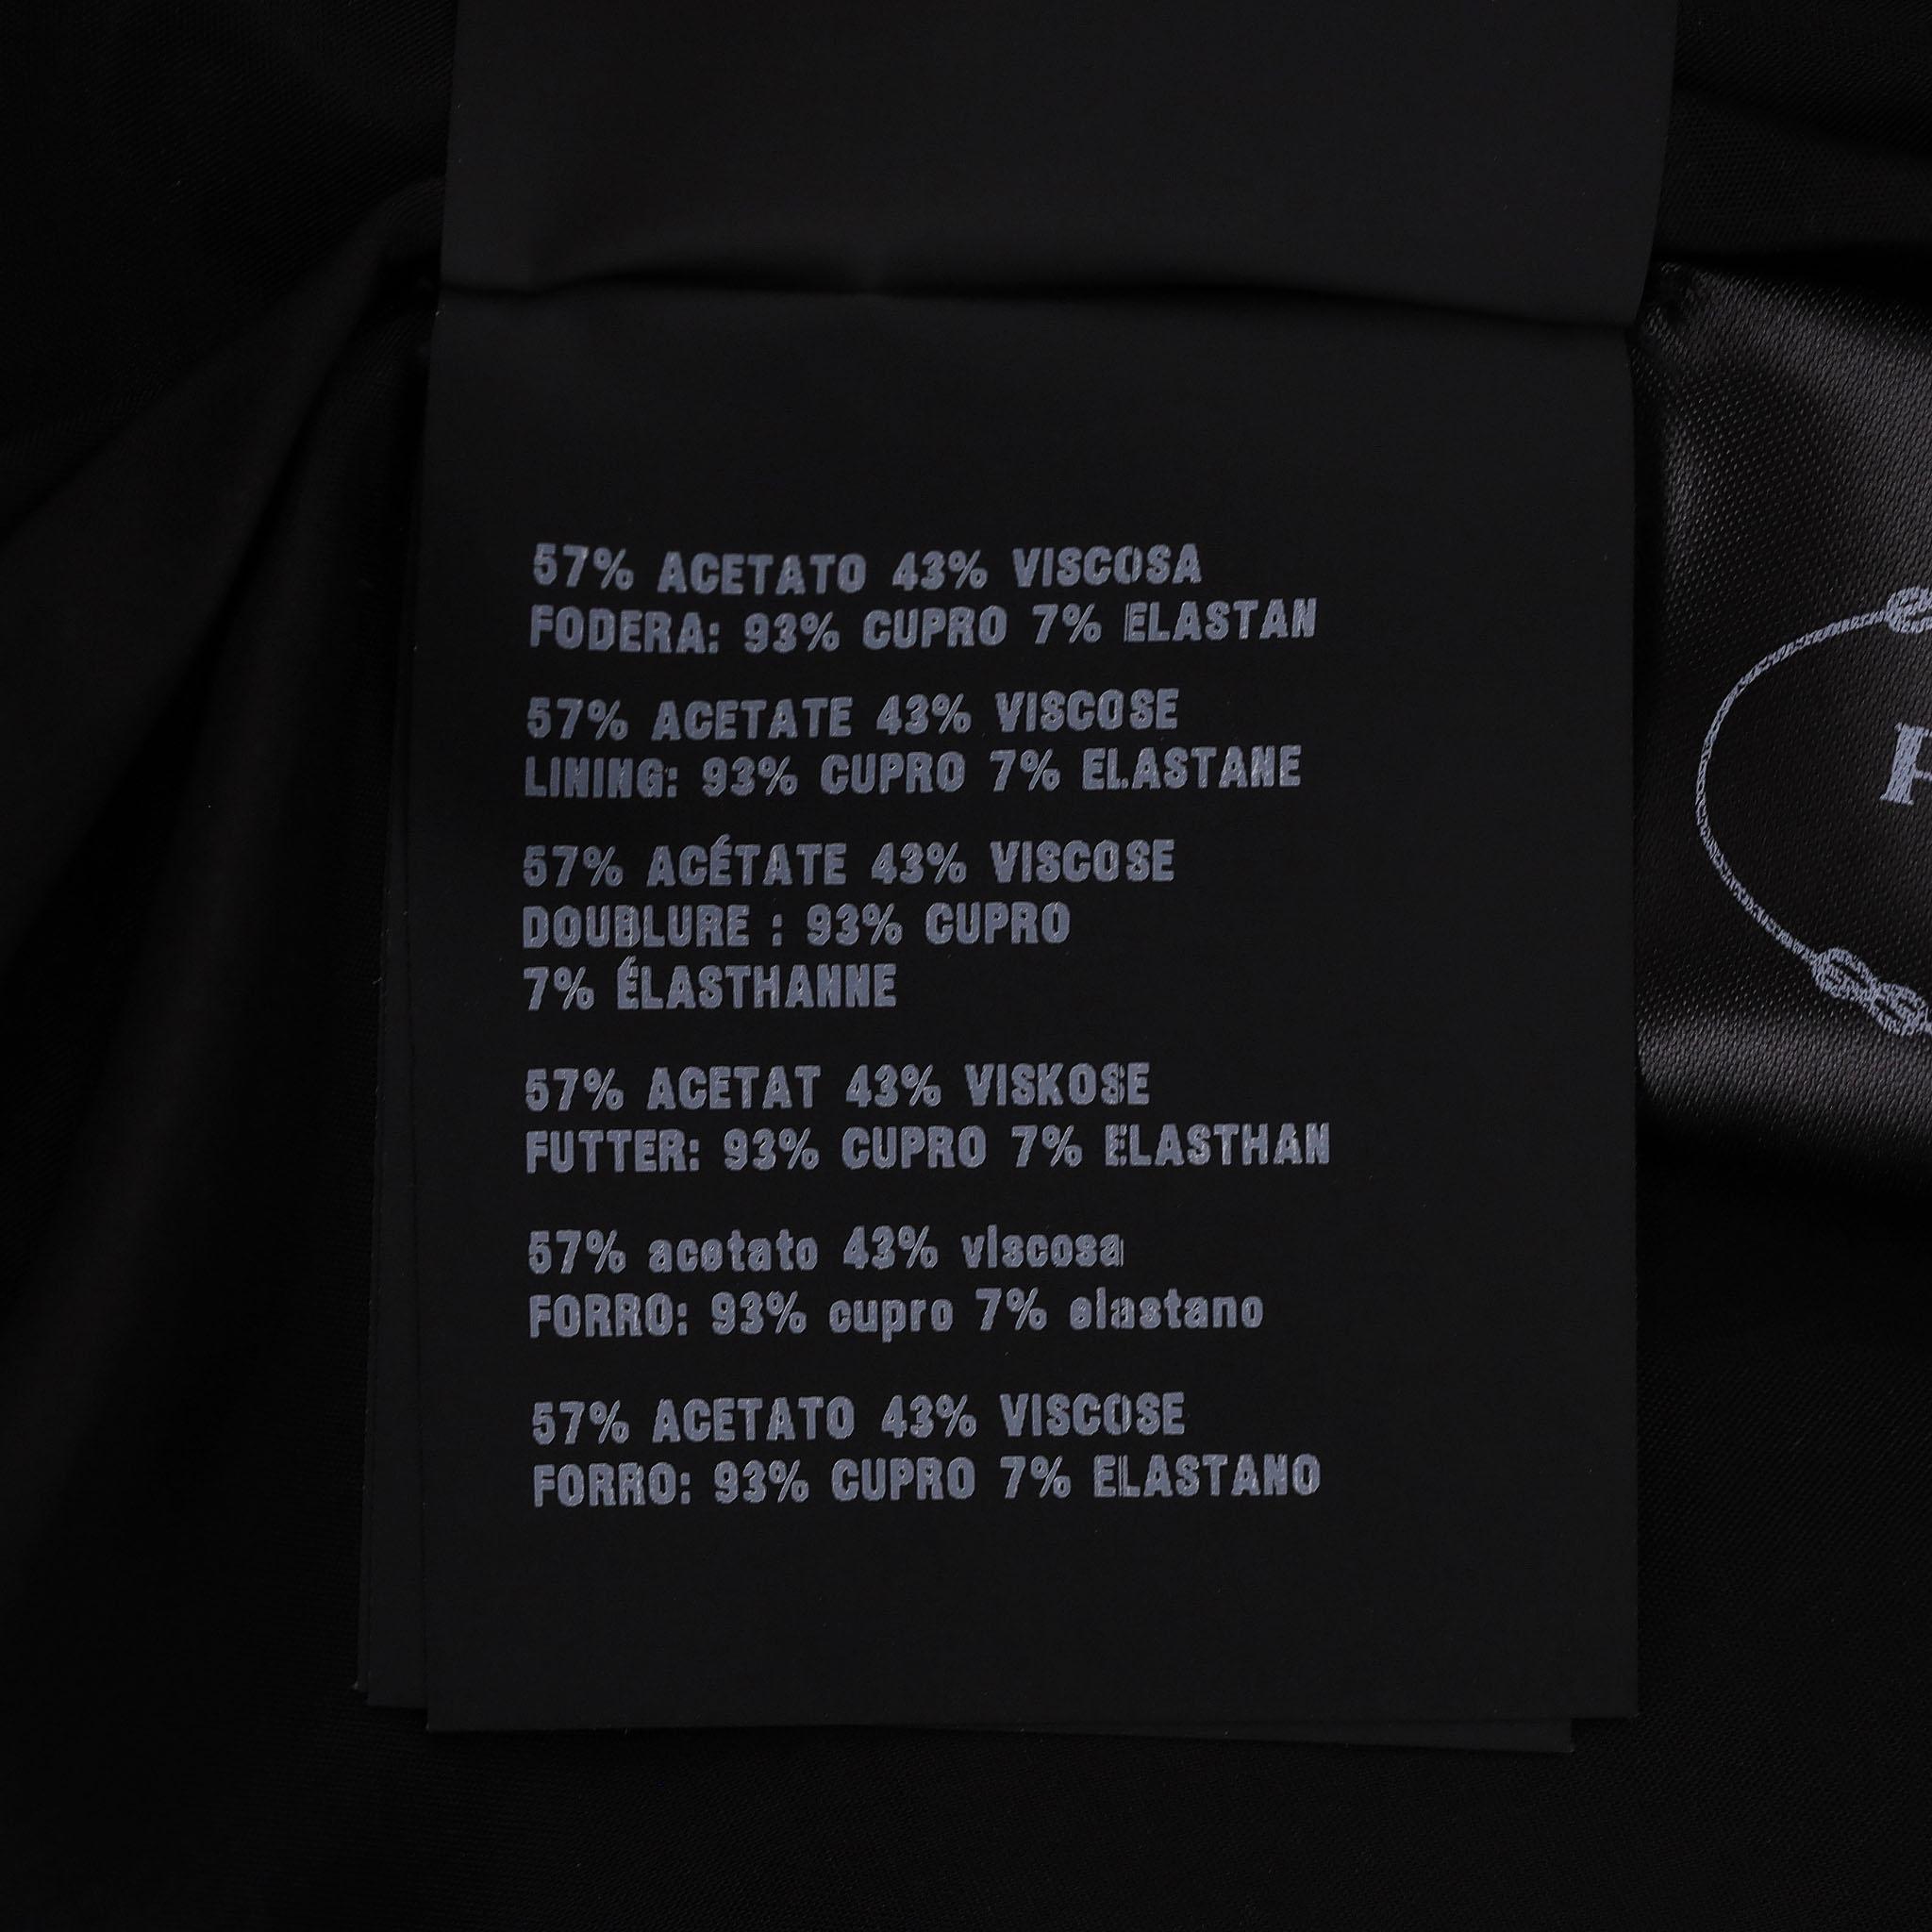 57% ACETATO 43% VISCOSA
FODERA: 93% CUPRO 7% ELASTAN
57% ACETATE 43% VISCOSE
LINING: 93% CUPRO 7% ELASTANE
57% ACÉTATE 43% VISCOSE
DOUBLURE : 93% CUPRO
7% ÉLASTHANNE
57% ACETAT 43% VISKOSE
FUTTER: 93% CUPRO 7% ELASTHAN
57% acetato 43% viscosa
FORRO: 93% cupro 7% elastano
57% ACETATO 43% VISCOSE
FORRO: 93% CUPRO 7% ELASTANO